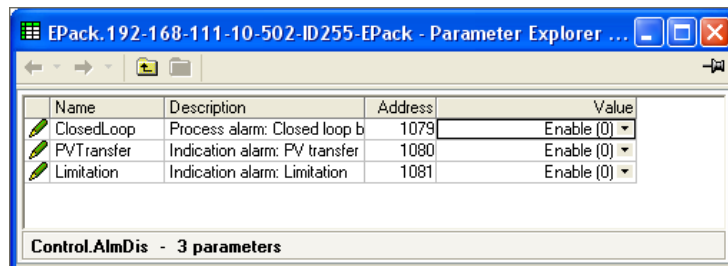 EPack.192-168-111-10-502-ID255-EPack - Parameter Explorer ...
Name Description Address Value
ClosedLoop Process alarm: Closed loop b 1079 Enable (0)
PVTransfer Indication alarm: PV transfer 1080 Enable (0)
Limitation Indication alarm: Limitation 1081 Enable (0)
Control.AlmDis - 3 parameters